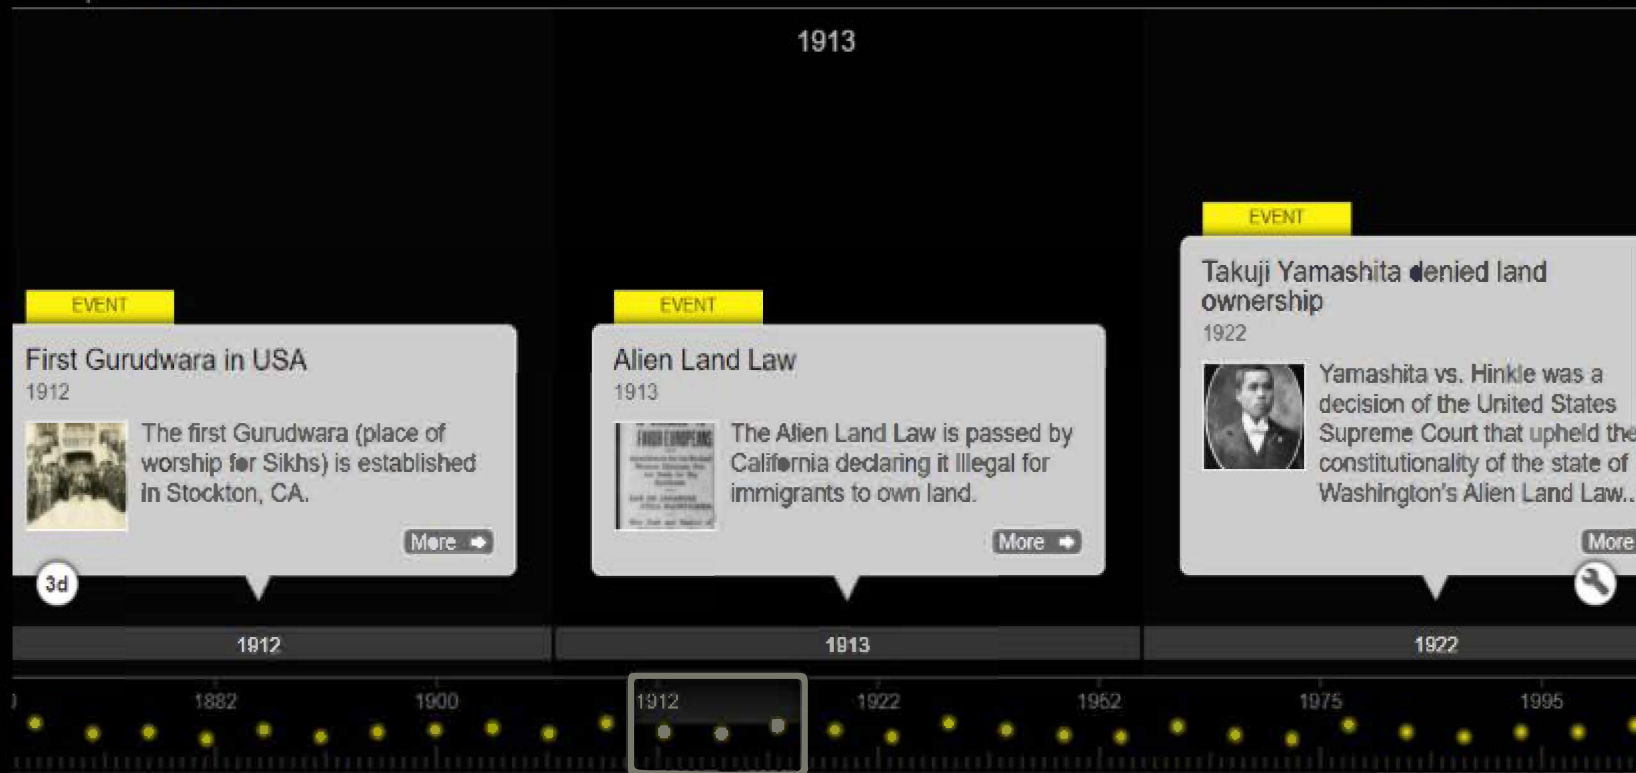 1913
EVENT
First Gurudwara in USA
1912
The first Gurudwara (place of
worship for Sikhs) is established
in Stockton, CA.
More
3d
EVENT
Alien Land Law
1913
FAVOR EUROPEANS
The Alien Land Law is passed by
California declaring it illegal for
immigrants to own land.
More
EVENT
Takuji Yamashita denied land
ownership
1922
Yamashita vs. Hinkle was a
decision of the United States
Supreme Court that upheld the
constitutionality of the state of
Washington's Alien Land Law..
More
1912
1913
1922
1882
1900
1912
1922
1952
1975
1995